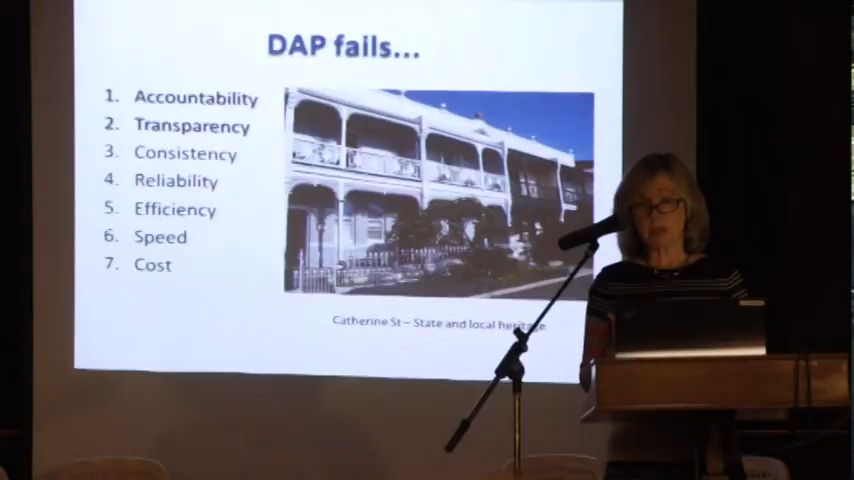 DAP fails...
1. Accountability
2. Transparency
3. Consistency
4. Reliability
5. Efficiency
6. Speed
7. Cost
Catherine St – State and local heritage